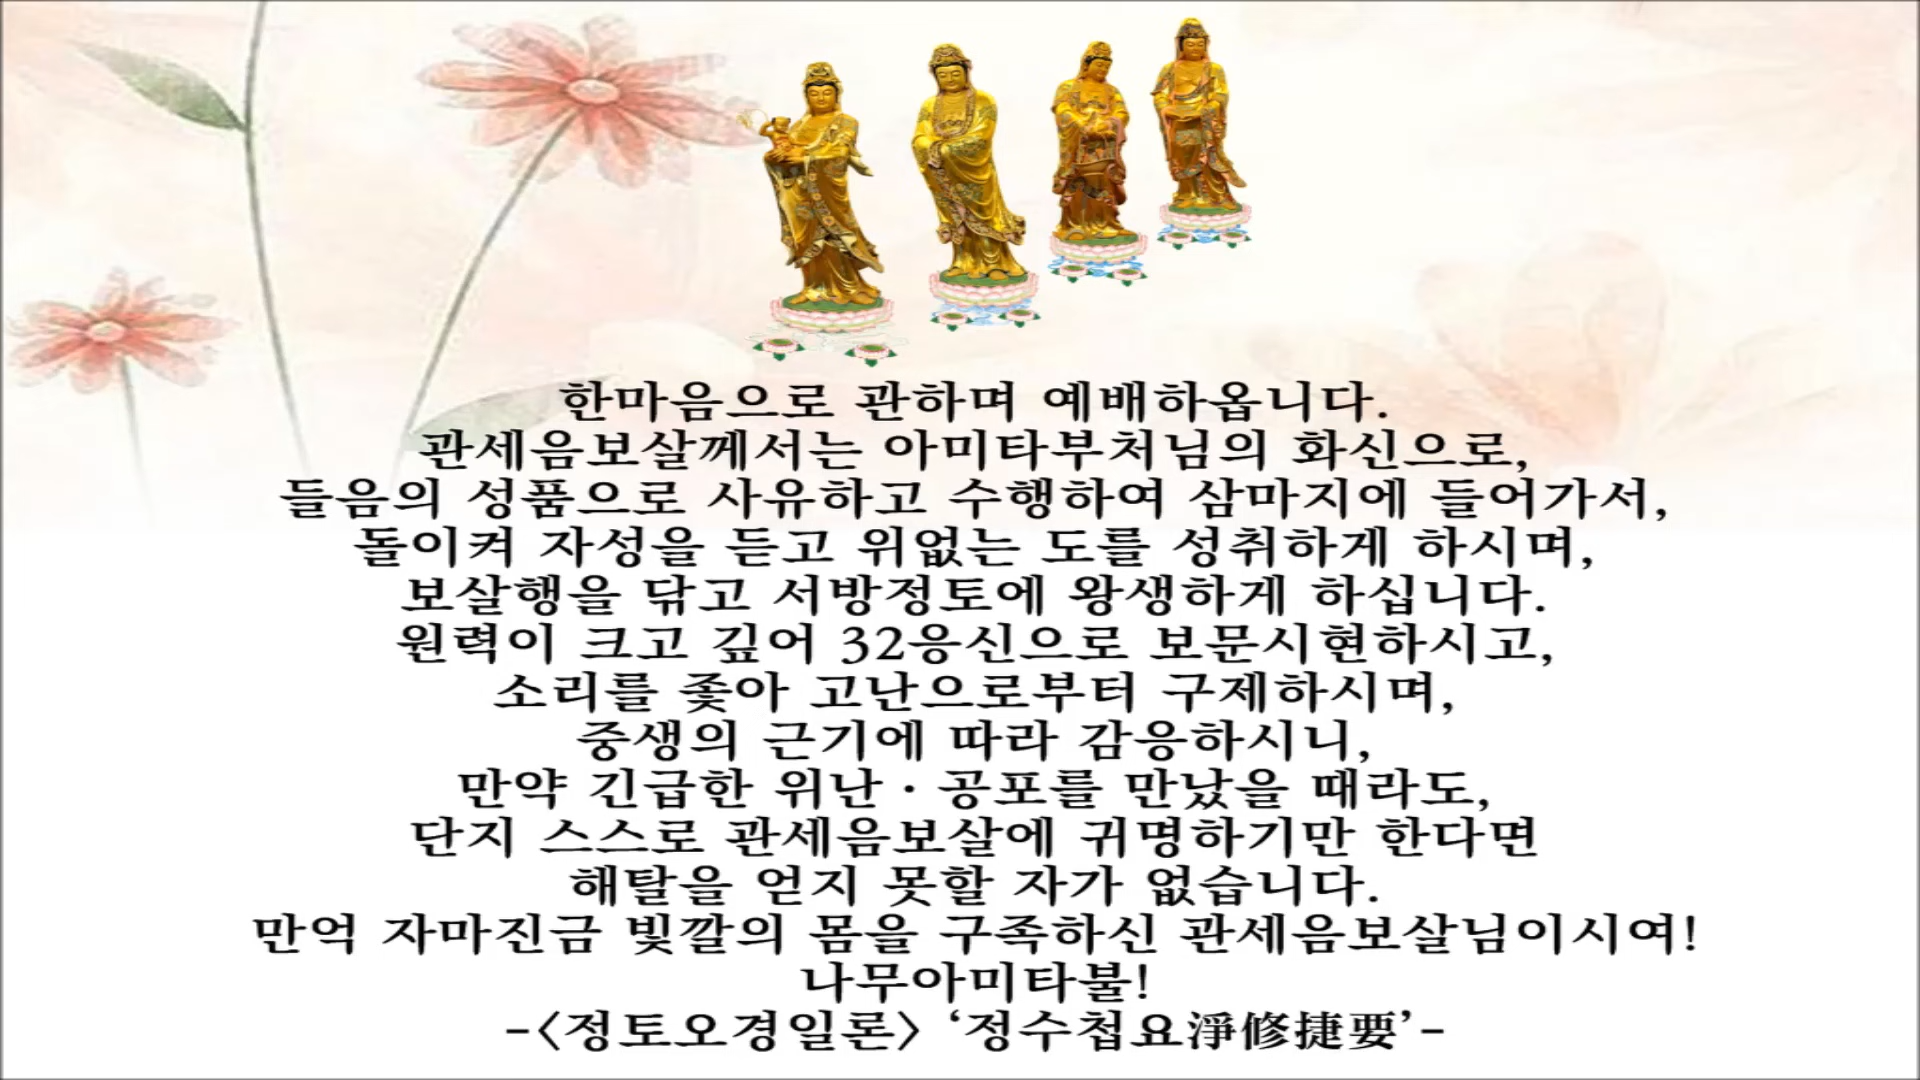 한마음으로 관하며 예배하옵니다.
관세음보살께서는 아미타부처님의 화신으로,
들음의 성품으로 사유하고 수행하여 삼마지에 들어가서,
돌이켜 자성을 듣고 위없는 도를 성취하게 하시며,
보살행을 닦고 서방정토에 왕생하게 하십니다.
원력이 크고 깊어 32응신으로 보문시현하시고,
소리를 좇아 고난으로부터 구제하시며,
중생의 근기에 따라 감응하시니,
만약 긴급한 위난·공포를 만났을 때라도,
단지 스스로 관세음보살에 귀명하기만 한다면
해탈을 얻지 못할 자가 없습니다.
만억 자마진금 빛깔의 몸을 구족하신 관세음보살님이시여!
나무아미타불!
-<정토오경일론> ‘정수첩요淨修捷要’-